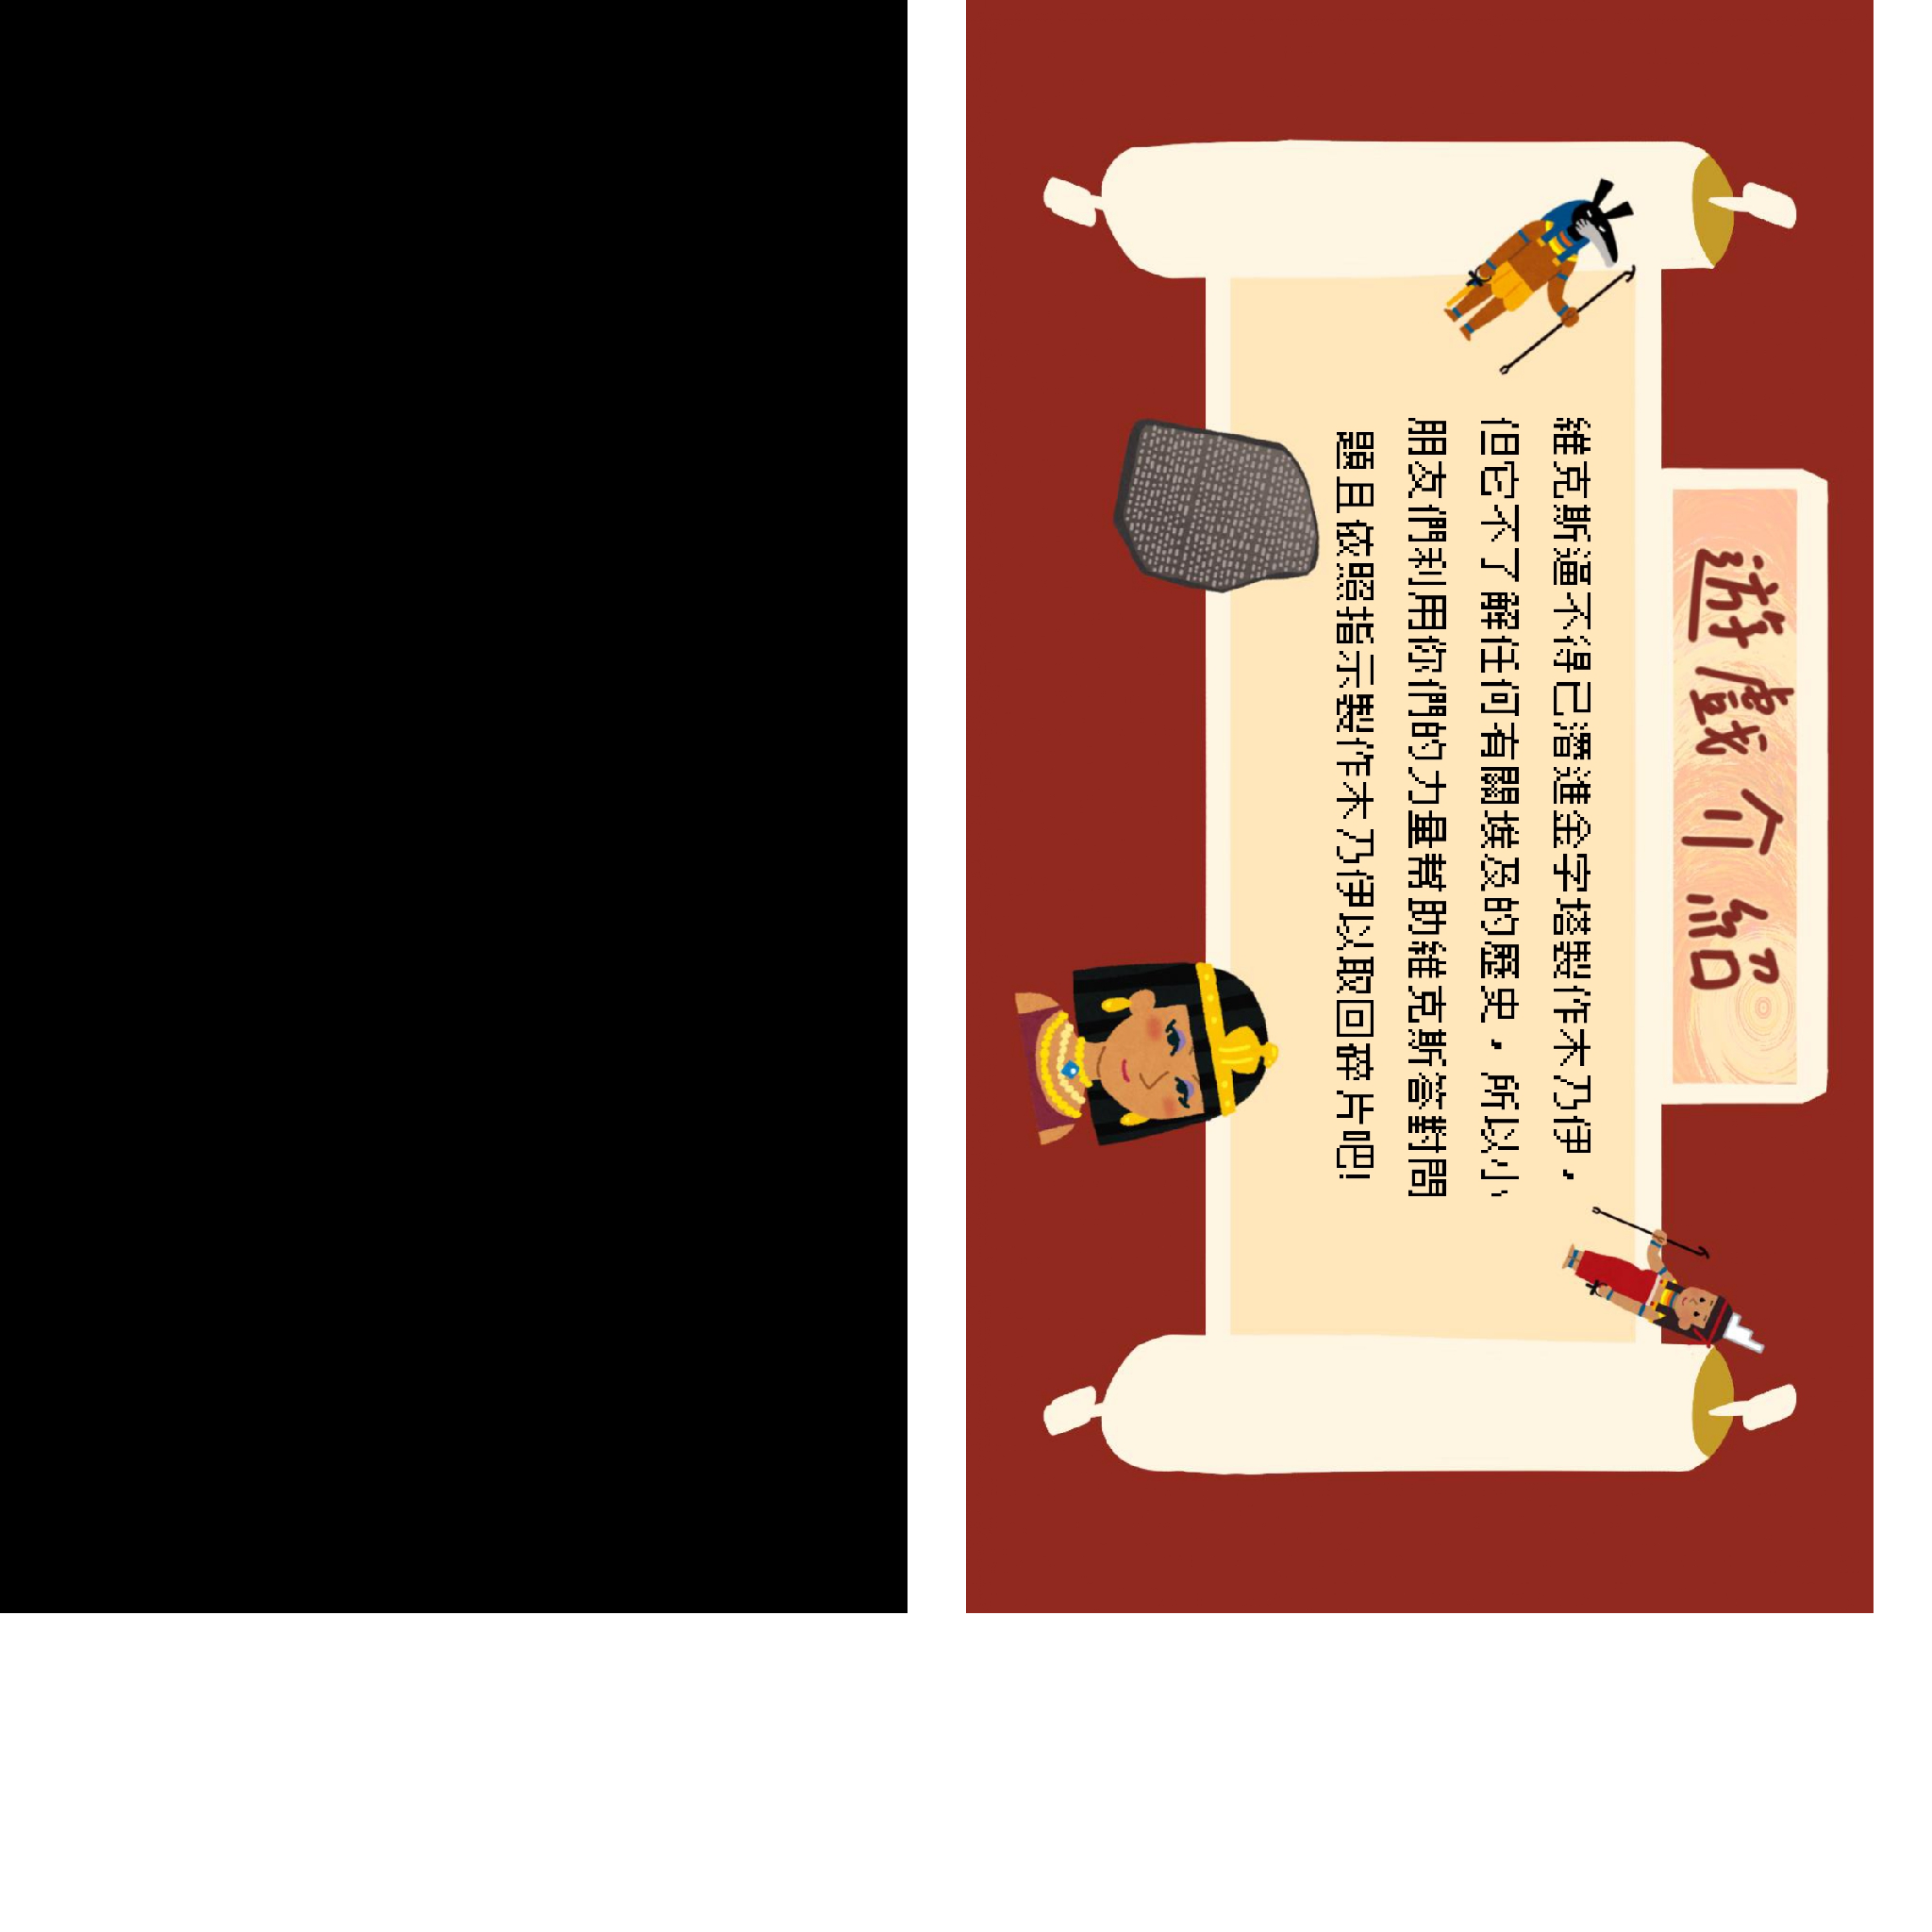 遊戲介紹
維克斯逼不得已潛進金字塔製作木乃伊，
但它不了解任何有關埃及的歷史，所以小
朋友們利用你們的力量幫助維克斯答對問
題且依照指示製作木乃伊以取回碎片吧!